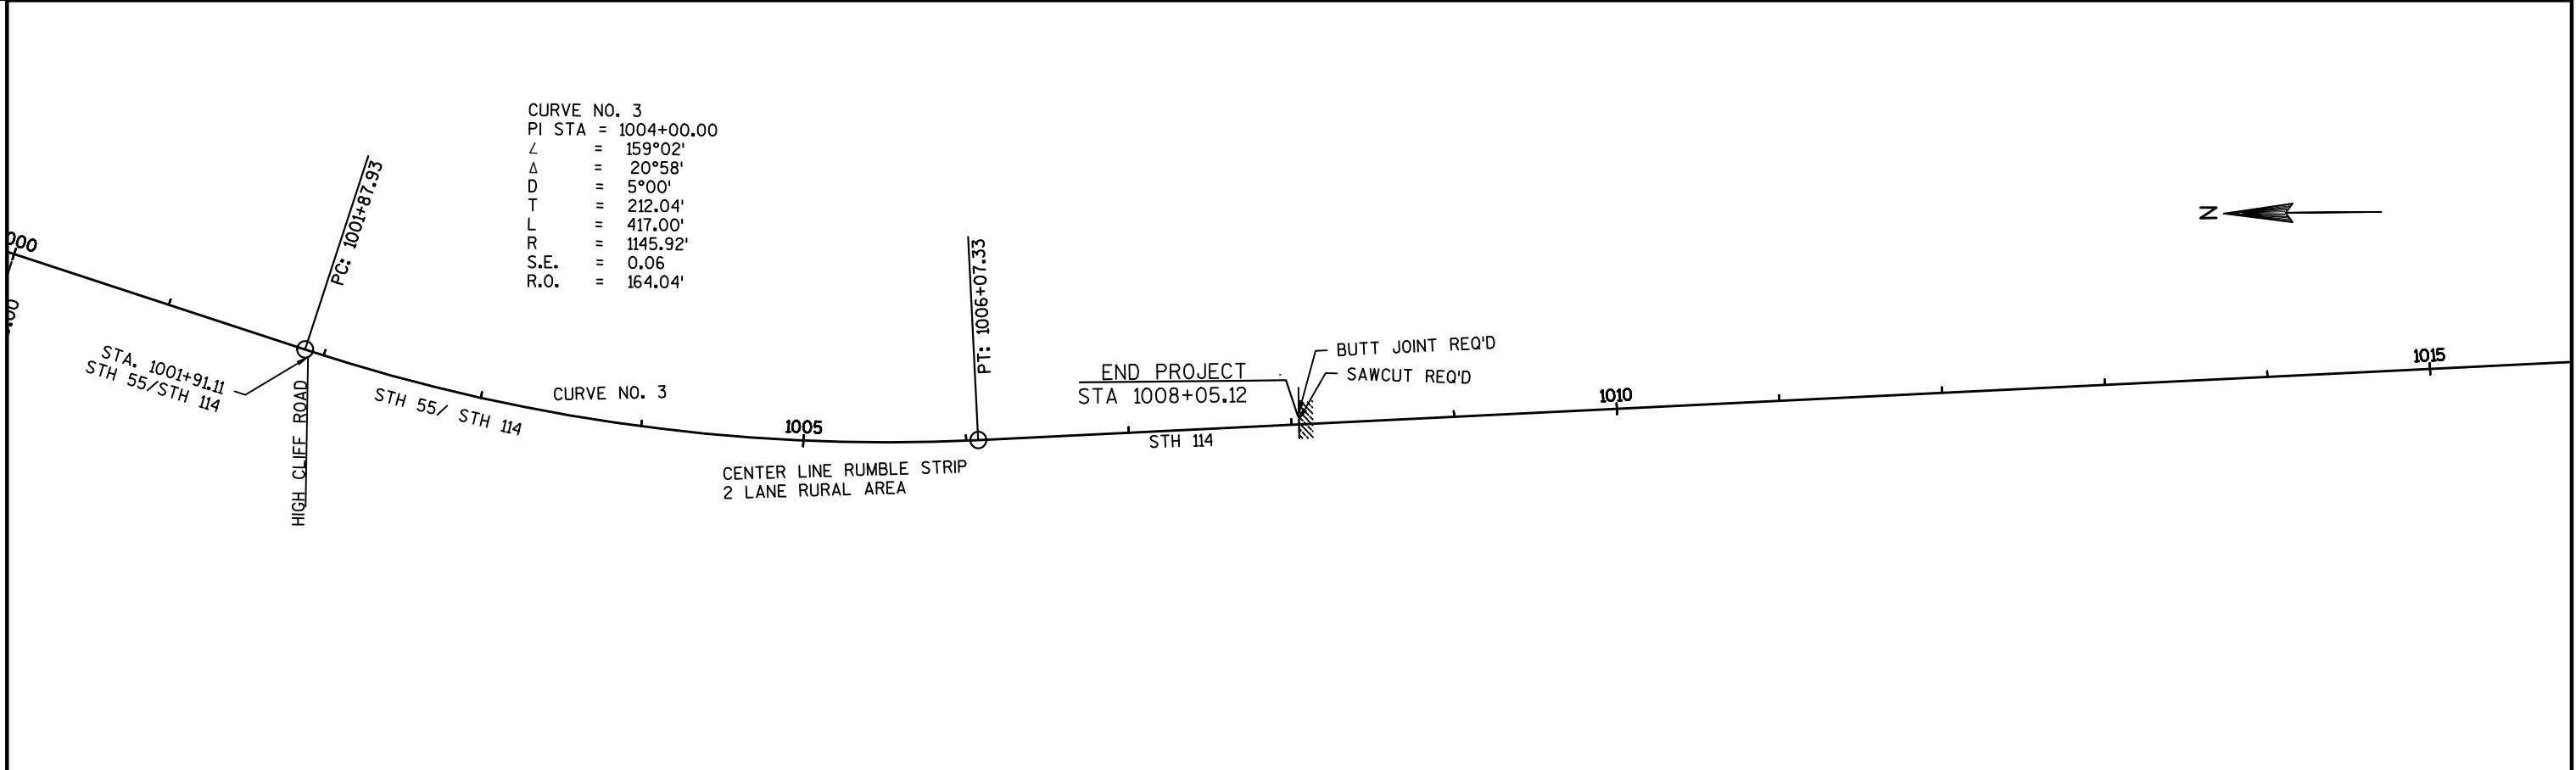 CURVE NO. 3
PI STA = 1004+00.00
∠ = 159°02'
Δ = 20°58'
D = 5°00'
T = 212.04'
L = 417.00'
R = 1145.92'
S.E. = 0.06
R.O. = 164.04'
PC: 1001+87.93
000
.00
STA. 1001+91.11
STH 55/STH 114
HIGH CLIFF ROAD
STH 55/ STH 114
CURVE NO. 3
1005
CENTER LINE RUMBLE STRIP
2 LANE RURAL AREA
PT: 1006+07.33
END PROJECT
STA 1008+05.12
STH 114
BUTT JOINT REQ'D
SAWCUT REQ'D
1010
1015
N